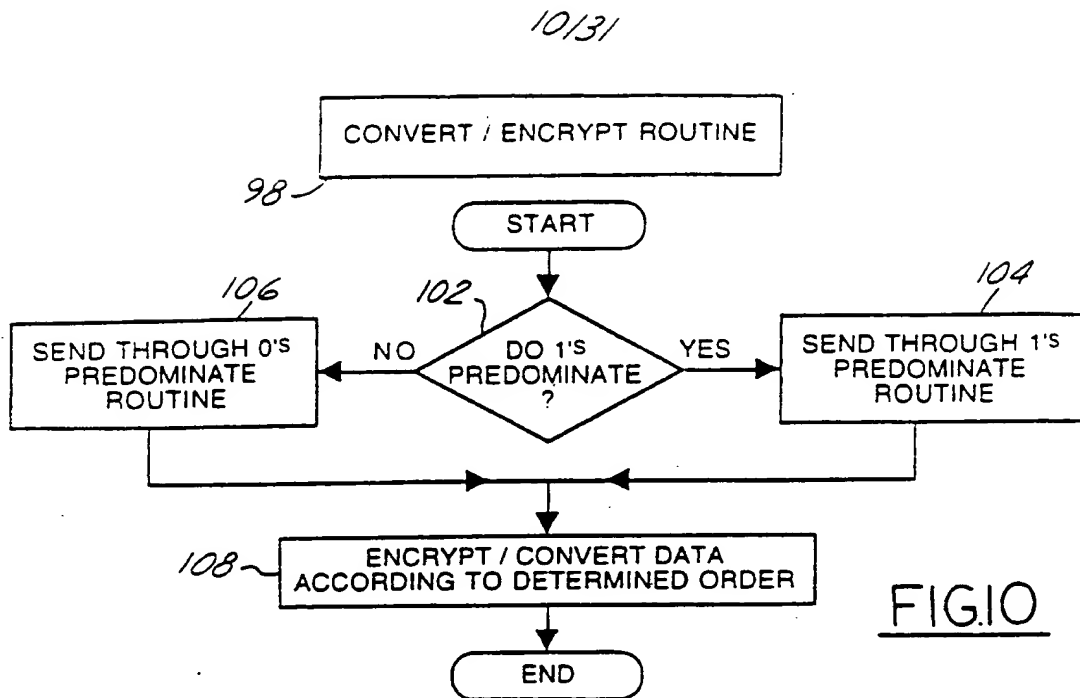 10/31
CONVERT / ENCRYPT ROUTINE
98
START
106
102
104
SEND THROUGH 0'S
PREDOMINATE
ROUTINE
NO
DO 1'S
PREDOMINATE
?
YES
SEND THROUGH 1'S
PREDOMINATE
ROUTINE
108
ENCRYPT / CONVERT DATA
ACCORDING TO DETERMINED ORDER
FIG.10
END